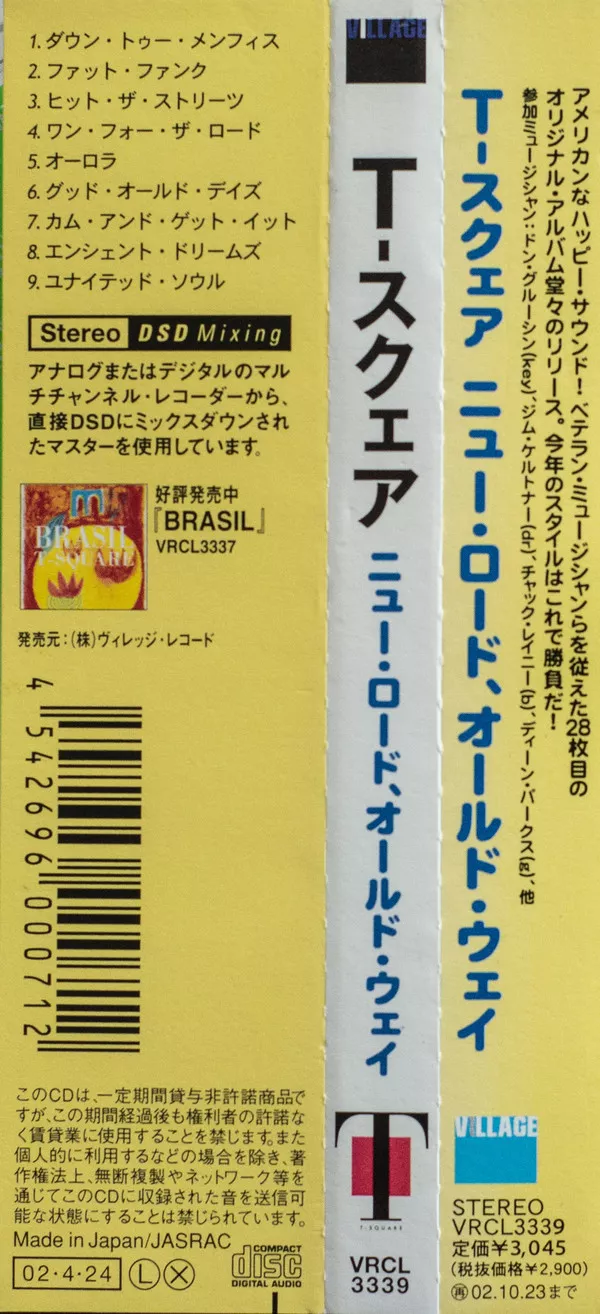 1. ダウン・トゥー・メンフィス
2. ファット・ファンク
3. ヒット・ザ・ストリーツ
4. ワン・フォー・ザ・ロード
5. オーロラ
6. グッド・オールド・デイズ
7. カム・アンド・ゲット・イット
8. エンシェント・ドリームズ
9. ユナイテッド・ソウル
Stereo DSD Mixing
アナログまたはデジタルのマル
チチャンネル・レコーダーから、
直接DSDにミックスダウンされ
たマスターを使用しています。
BRASIL
T-SQUARE
好評発売中
『BRASIL』
VRCL3337
発売元：(株)ヴィレッジ・レコード
4 542696 000712
このCDは、一定期間貸与非許諾商品で
すが、この期間経過後も権利者の許諾な
く賃貸業に使用することを禁じます。また
個人的に利用するなどの場合を除き、著
作権法上、無断複製やネットワーク等を
通じてこのCDに収録された音を送信可
能な状態にすることは禁じられています。
Made in Japan/JASRAC
02・4・24 L X
COMPACT
disc
DIGITAL AUDIO
VILLAGE
T-スクェア
ニュー・ロード、オールド・ウェイ
T
T-SQUARE
VRCL
3339
アメリカンなハッピー・サウンド！ベテラン・ミュージシャンらを従えた28枚目の
オリジナル・アルバム堂々のリリース。今年のスタイルはこれで勝負だ！
参加ミュージシャン：ドン・グルーシン(key)、ジム・ケルトナー(dr)、チャック・レイニー(b)、ディーン・パークス(g)、他
T-スクェア ニュー・ロード、オールド・ウェイ
VILLAGE
STEREO
VRCL3339
定価¥3,045
(税抜価格¥2,900)
再02.10.23まで